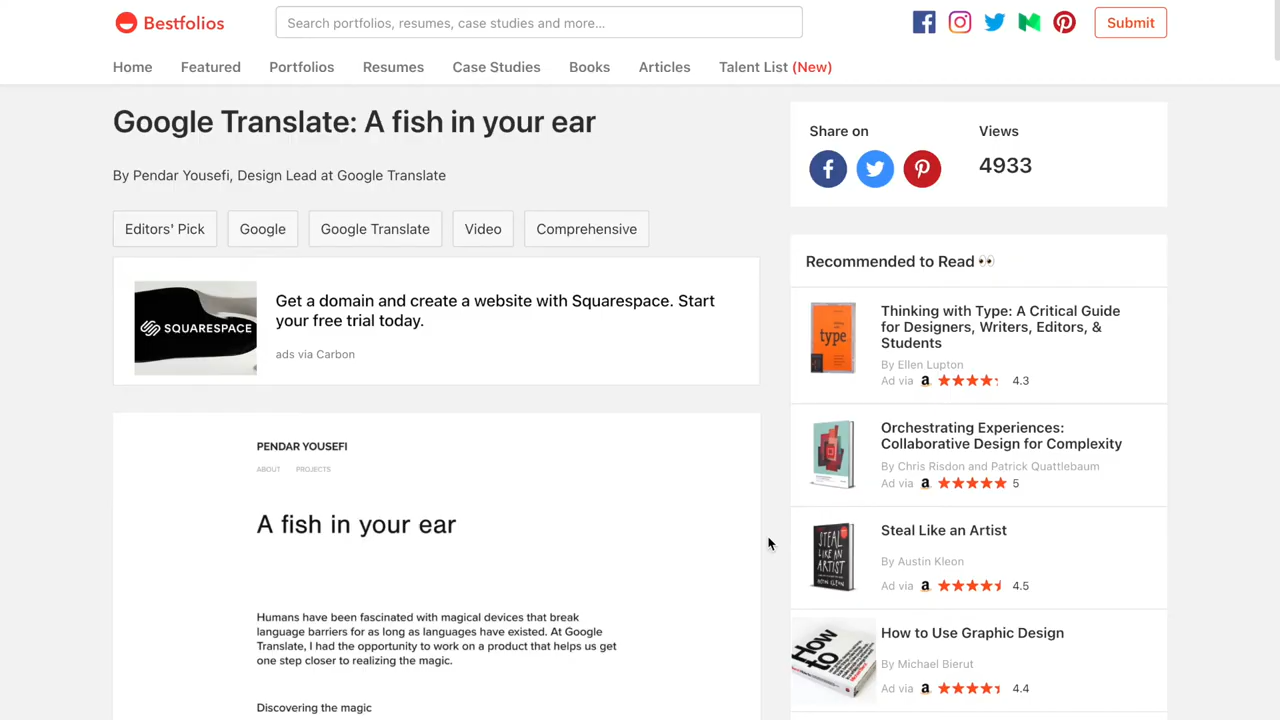 Bestfolios
Search portfolios, resumes, case studies and more...
Submit
Home Featured Portfolios Resumes Case Studies Books Articles Talent List (New)
Google Translate: A fish in your ear
By Pendar Yousefi, Design Lead at Google Translate
Editors' Pick Google Google Translate Video Comprehensive
SQUARESPACE
Get a domain and create a website with Squarespace. Start
your free trial today.
ads via Carbon
PENDAR YOUSEFI
ABOUT PROJECTS
A fish in your ear
Humans have been fascinated with magical devices that break
language barriers for as long as languages have existed. At Google
Translate, I had the opportunity to work on a product that helps us get
one step closer to realizing the magic.
Discovering the magic
Share on
Views
4933
Recommended to Read
type
Thinking with Type: A Critical Guide
for Designers, Writers, Editors, &
Students
By Ellen Lupton
Ad via a 4.3
Orchestrating Experiences:
Collaborative Design for Complexity
By Chris Risdon and Patrick Quattlebaum
Ad via a 5
STEAL
LIKE AN
ARTIST
Steal Like an Artist
By Austin Kleon
Ad via a 4.5
How to
How to Use Graphic Design
By Michael Bierut
Ad via a 4.4